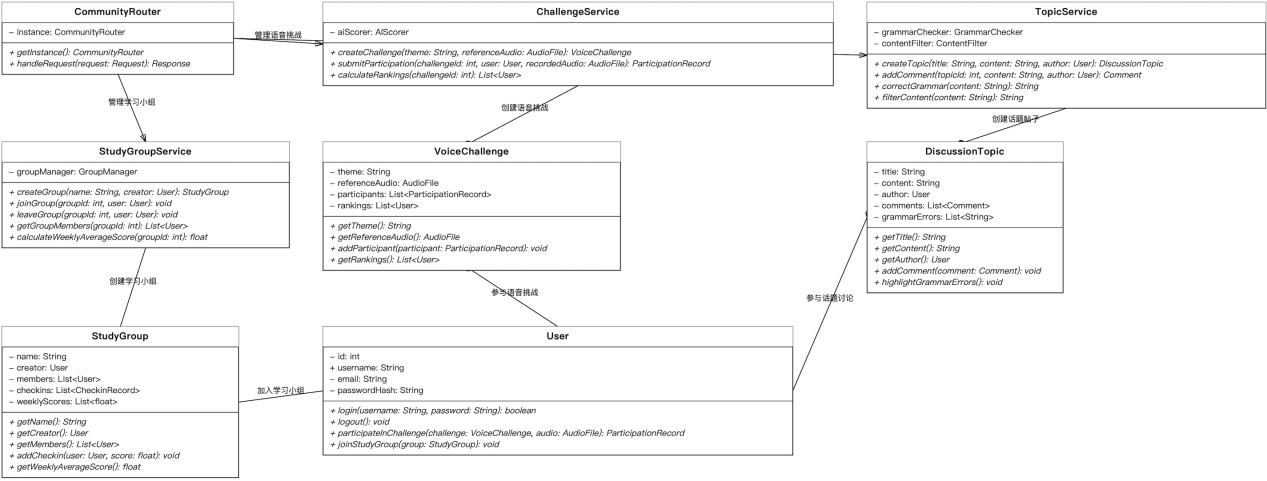 CommunityRouter
– instance: CommunityRouter
+ getInstance(): CommunityRouter
+ handleRequest(request: Request): Response
管理语音挑战
ChallengeService
– aiScorer: AIScorer
+ createChallenge(theme: String, referenceAudio: AudioFile): VoiceChallenge
+ submitParticipation(challengeId: int, user: User, recordedAudio: AudioFile): ParticipationRecord
+ calculateRankings(challengeId: int): List<User>
TopicService
– grammarChecker: GrammarChecker
– contentFilter: ContentFilter
+ createTopic(title: String, content: String, author: User): DiscussionTopic
+ addComment(topicId: int, content: String, author: User): Comment
+ correctGrammar(content: String): String
+ filterContent(content: String): String
管理学习小组
创建语音挑战
创建话题帖子
StudyGroupService
– groupManager: GroupManager
+ createGroup(name: String, creator: User): StudyGroup
+ joinGroup(groupId: int, user: User): void
+ leaveGroup(groupId: int, user: User): void
+ getGroupMembers(groupId: int): List<User>
+ calculateWeeklyAverageScore(groupId: int): float
VoiceChallenge
– theme: String
– referenceAudio: AudioFile
– participants: List<ParticipationRecord>
– rankings: List<User>
+ getTheme(): String
+ getReferenceAudio(): AudioFile
+ addParticipant(participant: ParticipationRecord): void
+ getRankings(): List<User>
DiscussionTopic
– title: String
– content: String
– author: User
– comments: List<Comment>
– grammarErrors: List<String>
+ getTitle(): String
+ getContent(): String
+ getAuthor(): User
+ addComment(comment: Comment): void
+ highlightGrammarErrors(): void
创建学习小组
参与语音挑战
参与话题讨论
StudyGroup
– name: String
– creator: User
– members: List<User>
– checkins: List<CheckinRecord>
– weeklyScores: List<float>
+ getName(): String
+ getCreator(): User
+ getMembers(): List<User>
+ addCheckin(user: User, score: float): void
+ getWeeklyAverageScore(): float
加入学习小组
User
– id: int
+ username: String
– email: String
– passwordHash: String
+ login(username: String, password: String): boolean
+ logout(): void
+ participateInChallenge(challenge: VoiceChallenge, audio: AudioFile): ParticipationRecord
+ joinStudyGroup(group: StudyGroup): void